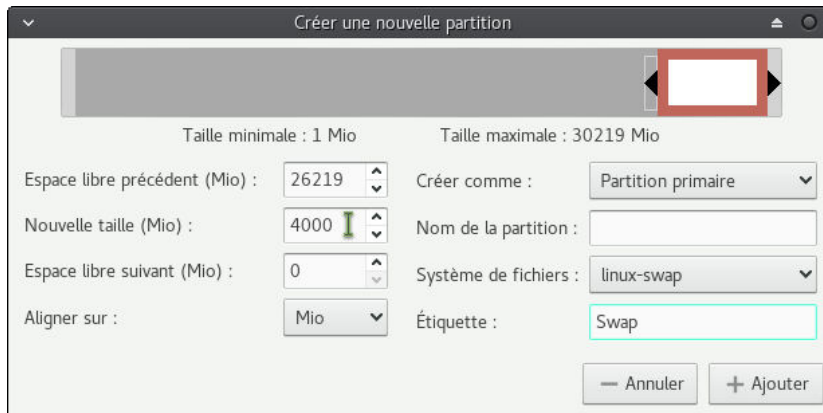 Créer une nouvelle partition
Taille minimale : 1 Mio Taille maximale : 30219 Mio
Espace libre précédent (Mio) : 26219 Créer comme : Partition primaire
Nouvelle taille (Mio) : 4000 Nom de la partition :
Espace libre suivant (Mio) : 0 Système de fichiers : linux-swap
Aligner sur : Mio Étiquette : Swap
Annuler Ajouter